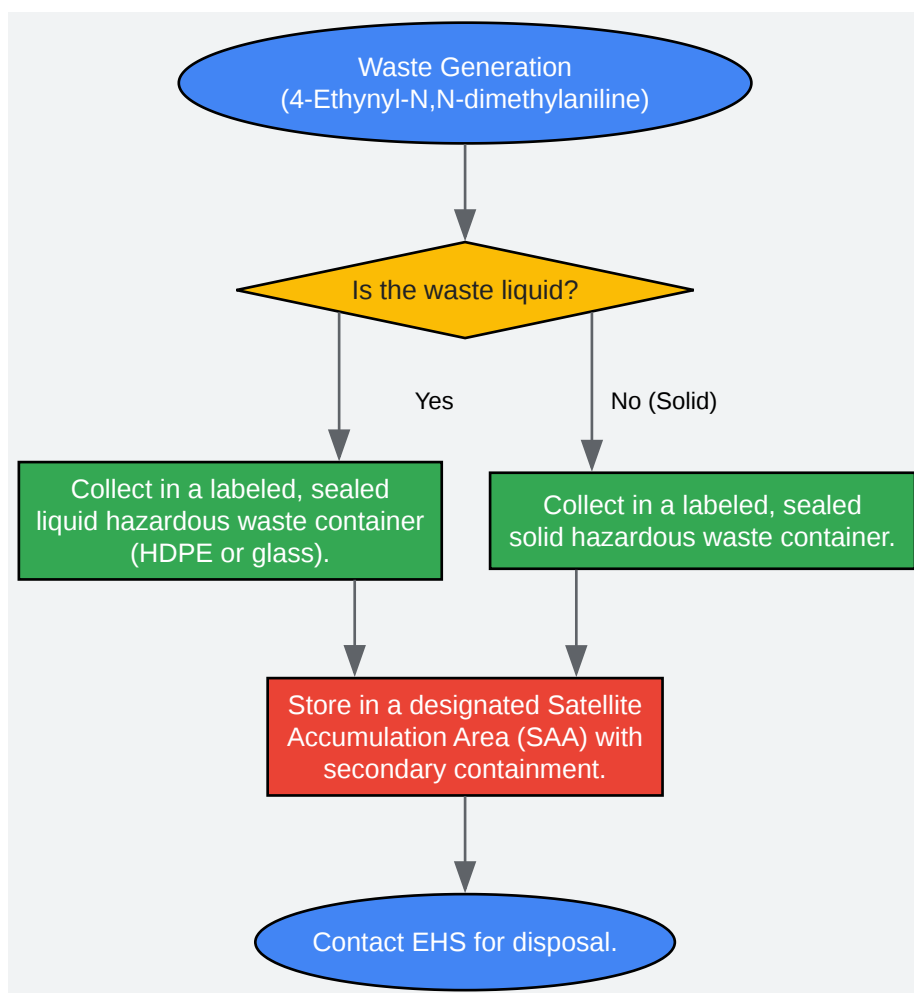 Waste Generation
(4-Ethynyl-N,N-dimethylaniline)
Is the waste liquid?
Yes
No (Solid)
Collect in a labeled, sealed
liquid hazardous waste container
(HDPE or glass).
Collect in a labeled, sealed
solid hazardous waste container.
Store in a designated Satellite
Accumulation Area (SAA) with
secondary containment.
Contact EHS for disposal.